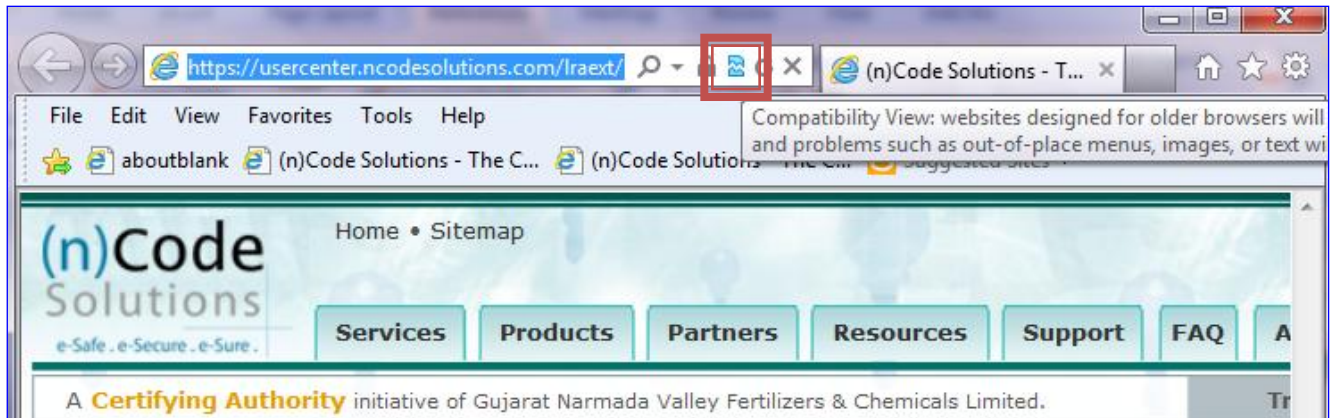 https://usercenter.ncodesolutions.com/lraext/
(n)Code Solutions - T...
File Edit View Favorites Tools Help
Compatibility View: websites designed for older browsers will
and problems such as out-of-place menus, images, or text wi
aboutblank (n)Code Solutions - The C... (n)Code Solutions
(n)Code
Solutions
e-Safe . e-Secure . e-Sure .
Home • Sitemap
Services Products Partners Resources Support FAQ A
A Certifying Authority initiative of Gujarat Narmada Valley Fertilizers & Chemicals Limited.
Tr